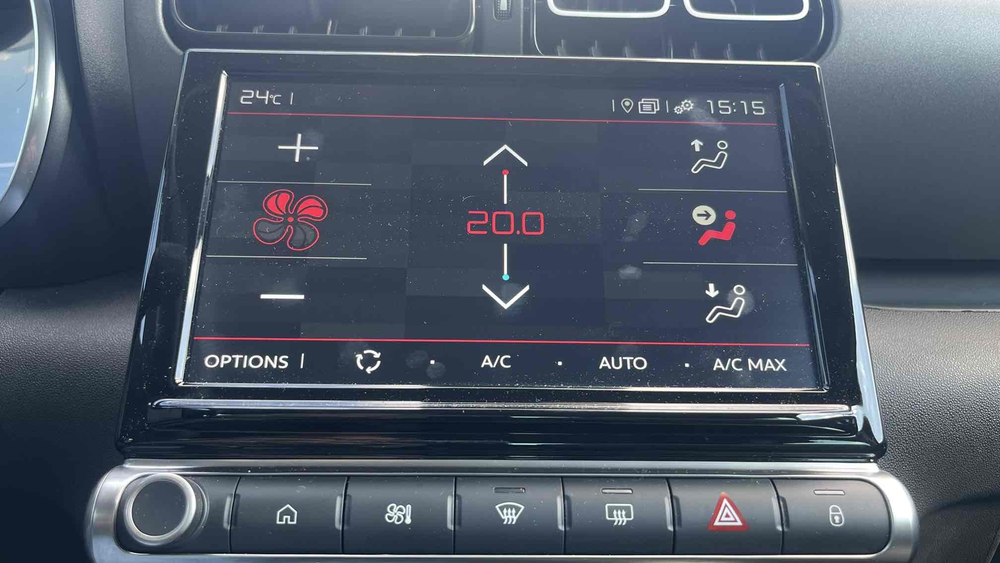 24°C
15:15
20.0
OPTIONS A/C AUTO A/C MAX